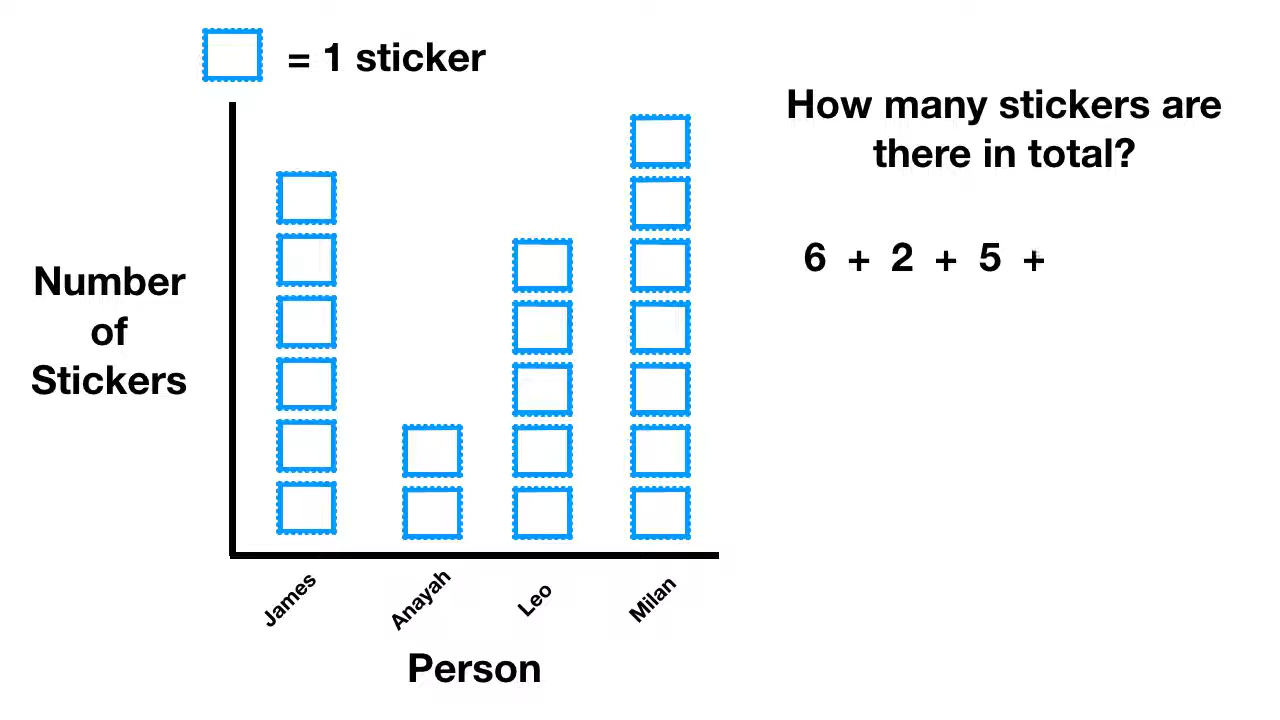 = 1 sticker
How many stickers are
there in total?
6 + 2 + 5 +
Number
of
Stickers
James
Anayah
Leo
Milan
Person